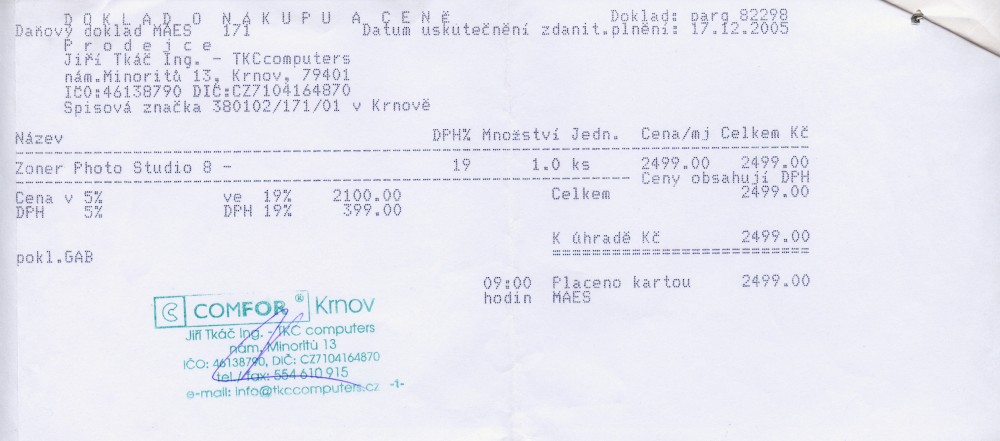 D O K L A D   O   N Á K U P U   A   C E N Ě   Doklad: parg 82298
Daňový doklad MAES   171   Datum uskutečnění zdanit.plnění: 17.12.2005
P r o d e j c e
Jiří Tkáč Ing. - TKCcomputers
nám.Minoritů 13, Krnov, 79401
IČO:46138790 DIČ:CZ7104164870
Spisová značka 380102/171/01 v Krnově
Název   DPH% Množství Jedn.   Cena/mj Celkem Kč
Zoner Photo Studio 8 -   19   1.0 ks   2499.00   2499.00
Ceny obsahují DPH
Cena v 5%   ve 19%   2100.00   Celkem   2499.00
DPH   5%   DPH 19%   399.00
K úhradě Kč   2499.00
pokl.GAB
09:00   Placeno kartou   2499.00
hodin   MAES
C COMFOR ® Krnov
Jiří Tkáč Ing. - TKC computers
nám. Minoritů 13
IČO: 46138790, DIČ: CZ7104164870
tel./fax: 554 610 915
e-mail: info@tkccomputers.cz -1-